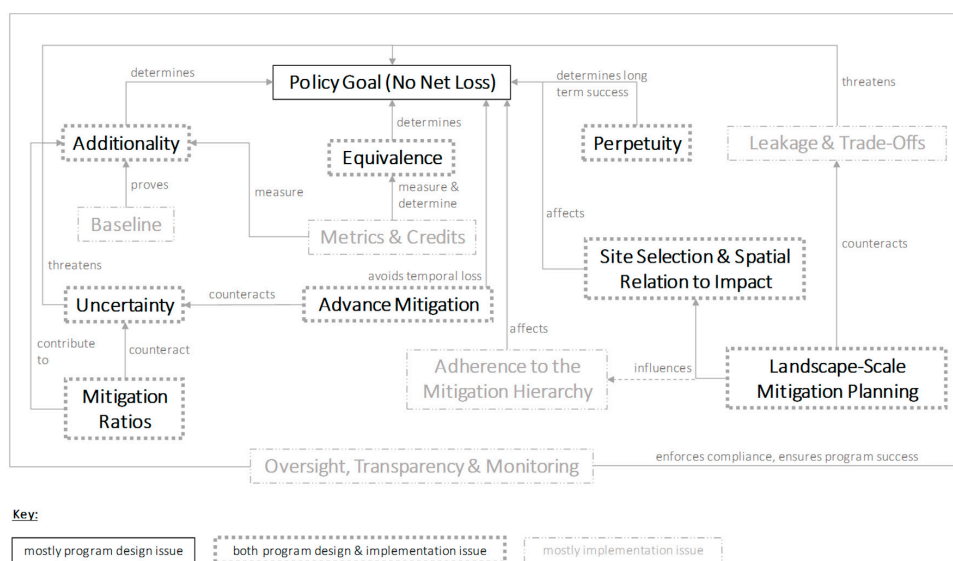 determines
Policy Goal (No Net Loss)
determines long
term success
threatens
Additionality
determines
Equivalence
Perpetuity
Leakage & Trade-Offs
proves
measure
measure &
determine
Baseline
Metrics & Credits
affects
counteracts
Site Selection & Spatial
Relation to Impact
threatens
avoids temporal loss
Uncertainty
counteracts
Advance Mitigation
affects
contribute
to
counteract
Adherence to the
Mitigation Hierarchy
influences
Landscape-Scale
Mitigation Planning
Mitigation
Ratios
Oversight, Transparency & Monitoring
enforces compliance, ensures program success
Key:
mostly program design issue
both program design & implementation issue
mostly implementation issue